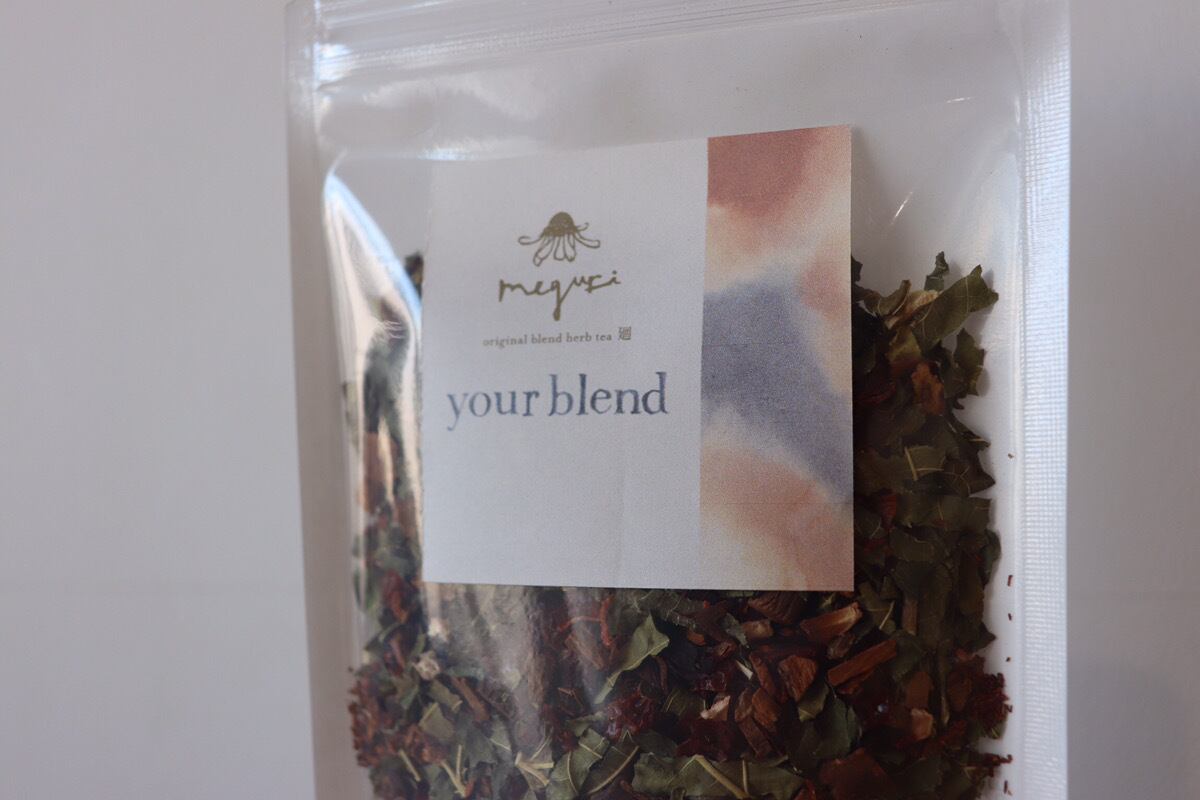 meguri
original blend herb tea 廻
your blend